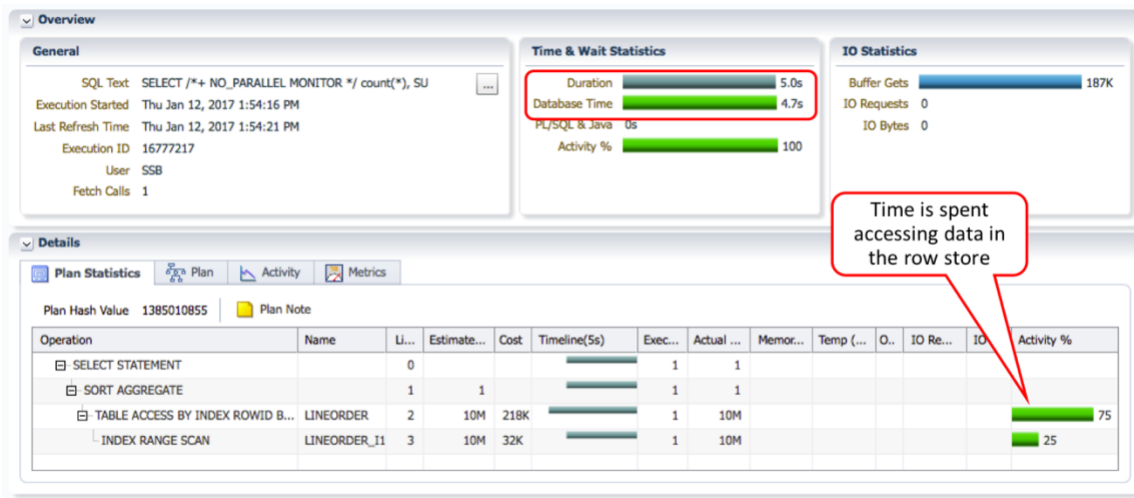 Overview
General
SQL Text SELECT /*+ NO_PARALLEL MONITOR */ count(*), SU ...
Execution Started Thu Jan 12, 2017 1:54:16 PM
Last Refresh Time Thu Jan 12, 2017 1:54:21 PM
Execution ID 16777217
User SSB
Fetch Calls 1
Time & Wait Statistics
Duration 5.0s
Database Time 4.7s
PL/SQL & Java 0s
Activity % 100
IO Statistics
Buffer Gets 187K
IO Requests 0
IO Bytes 0
Time is spent
accessing data in
the row store
Details
Plan Statistics Plan Activity Metrics
Plan Hash Value 1385010855 Plan Note
Operation Name Li... Estimate... Cost Timeline(5s) Exec... Actual ... Memor... Temp (... O.. IO Re... IO Activity %
SELECT STATEMENT 0 1 1
SORT AGGREGATE 1 1 1 1
TABLE ACCESS BY INDEX ROWID B... LINEORDER 2 10M 218K 1 10M 75
INDEX RANGE SCAN LINEORDER_I1 3 10M 32K 1 10M 25